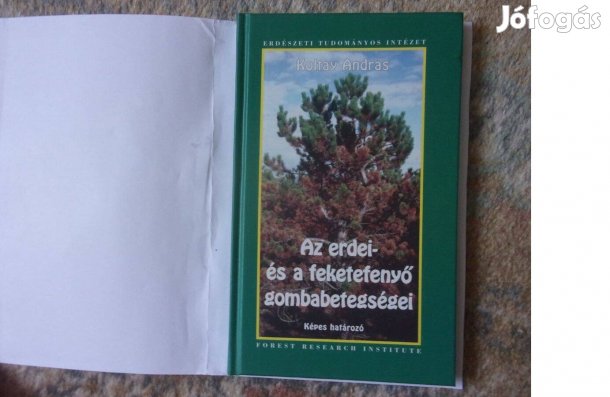 Jófogás
ERDÉSZETI TUDOMÁNYOS INTÉZET
Koltay András
Az erdei-
és a feketefenyő
gombabetegségei
Képes határozó
FOREST RESEARCH INSTITUTE